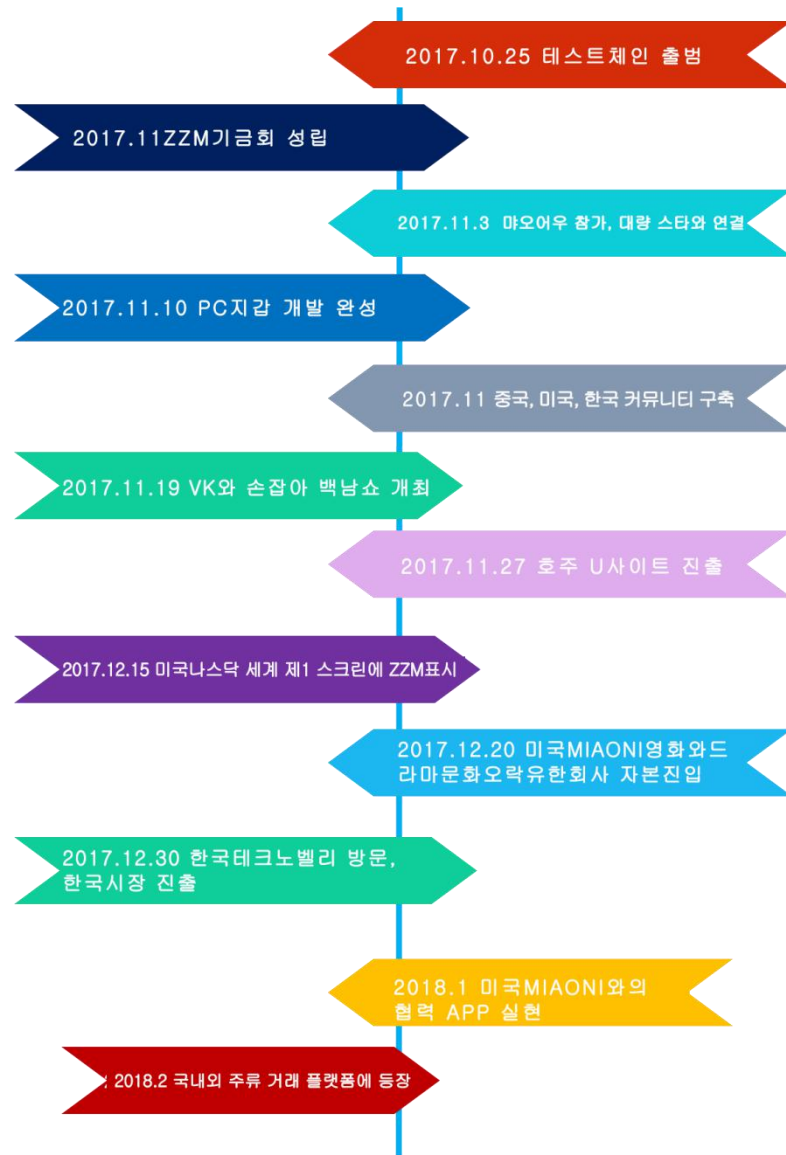 2017.10.25 테스트체인 출범
2017.11ZZM기금회 성립
2017.11.3 먀오어우 참가, 대량 스타와 연결
2017.11.10 PC지갑 개발 완성
2017.11 중국, 미국, 한국 커뮤니티 구축
2017.11.19 VK와 손잡아 백남쇼 개최
2017.11.27 호주 U사이트 진출
2017.12.15 미국나스닥 세계 제1 스크린에 ZZM표시
2017.12.20 미국MIAONI영화와드
라마문화오락유한회사 자본진입
2017.12.30 한국테크노벨리 방문,
한국시장 진출
2018.1 미국MIAONI와의
협력 APP 실현
2018.2 국내외 주류 거래 플랫폼에 등장